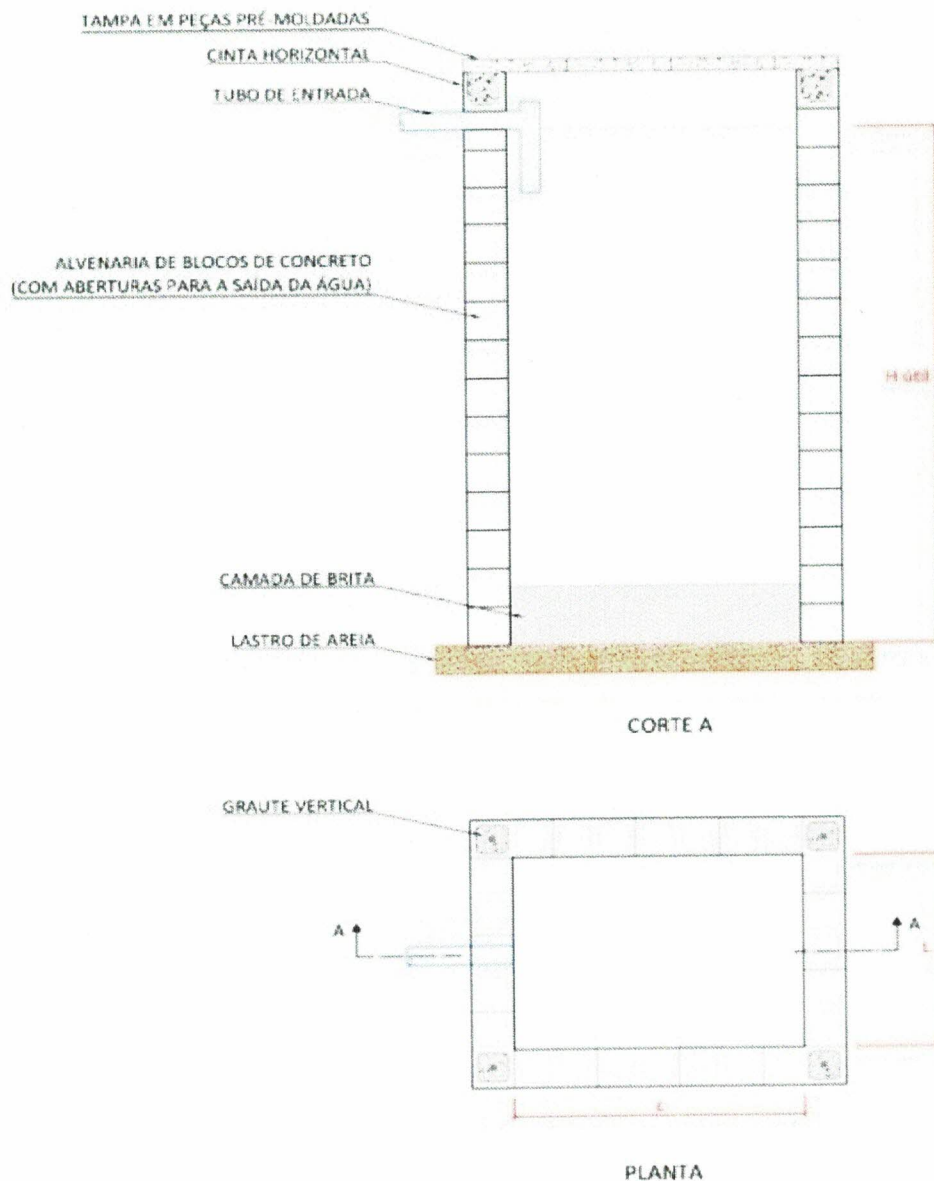 TAMPA EM PEÇAS PRÉ-MOLDADAS
CINTA HORIZONTAL
TUBO DE ENTRADA
ALVENARIA DE BLOCOS DE CONCRETO
(COM ABERTURAS PARA A SAÍDA DA ÁGUA)
H útil
CAMADA DE BRITA
LASTRO DE AREIA
CORTE A
GRAUTE VERTICAL
A
A
L
PLANTA